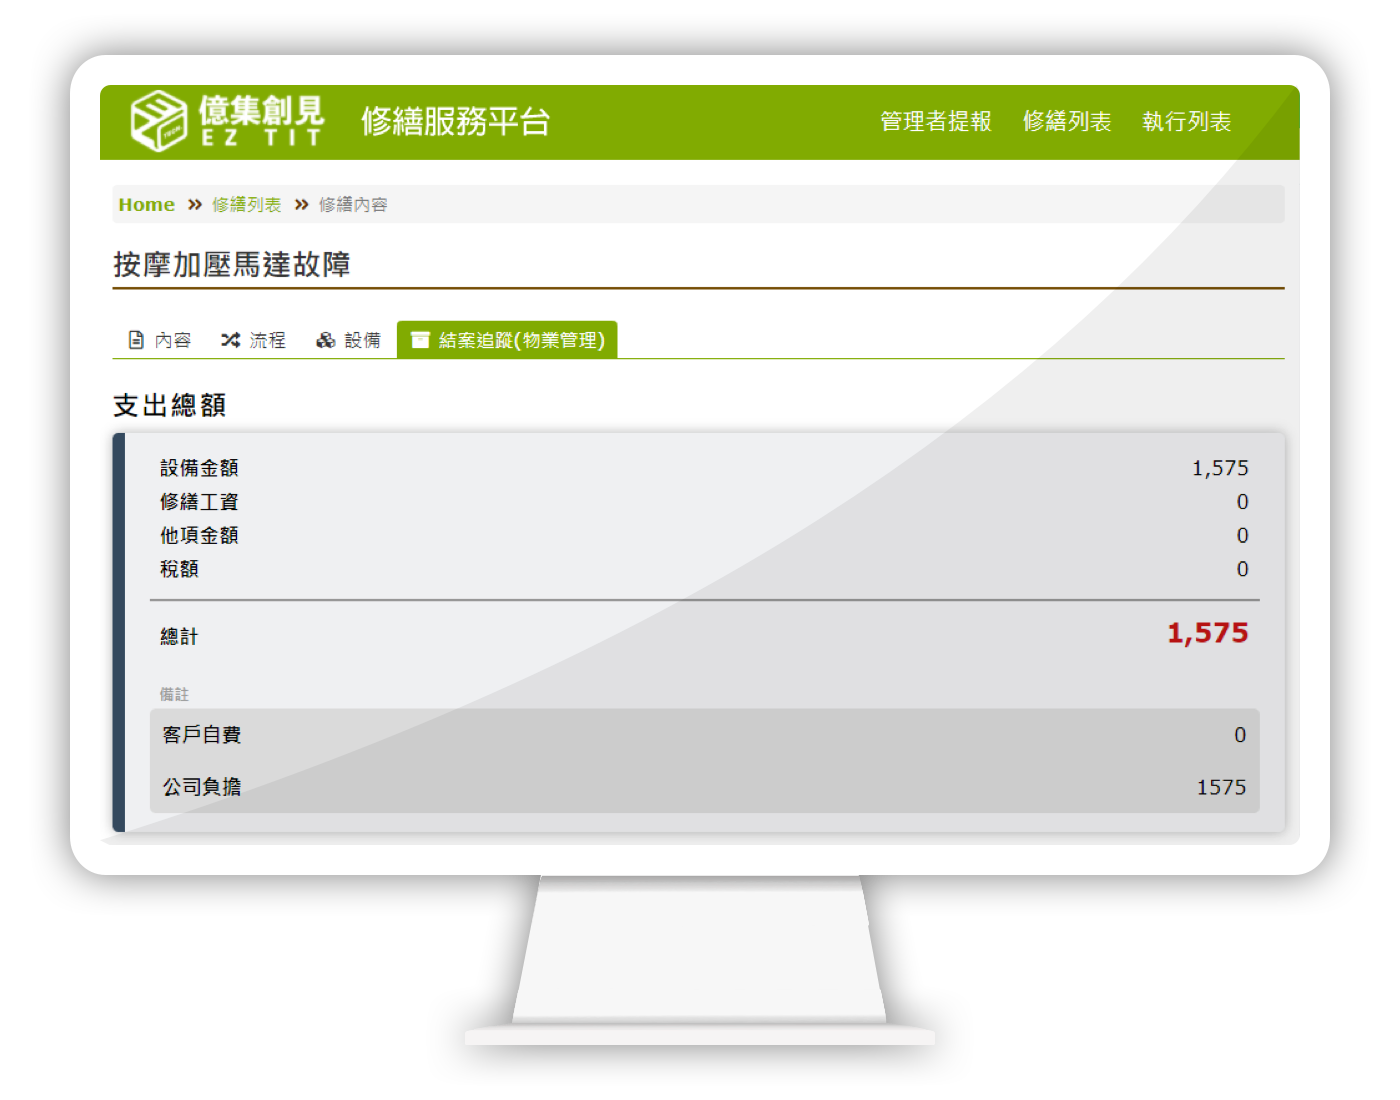 億集創見
EZ TIT
修繕服務平台
管理者提報 修繕列表 執行列表
Home » 修繕列表 » 修繕內容
按摩加壓馬達故障
內容 流程 設備 結案追蹤(物業管理)
支出總額
設備金額 1,575
修繕工資 0
他項金額 0
稅額 0
總計 1,575
備註
客戶自費 0
公司負擔 1575